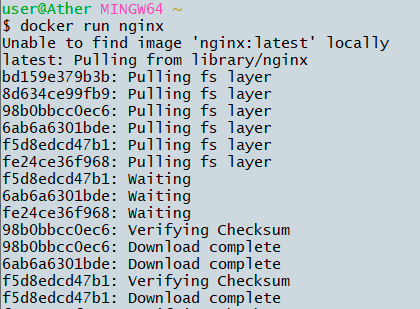 user@Ather MINGW64 ~
$ docker run nginx
Unable to find image 'nginx:latest' locally
latest: Pulling from library/nginx
bd159e379b3b: Pulling fs layer
8d634ce99fb9: Pulling fs layer
98b0bbcc0ec6: Pulling fs layer
6ab6a6301bde: Pulling fs layer
f5d8edcd47b1: Pulling fs layer
fe24ce36f968: Pulling fs layer
f5d8edcd47b1: Waiting
6ab6a6301bde: Waiting
fe24ce36f968: Waiting
98b0bbcc0ec6: Verifying Checksum
98b0bbcc0ec6: Download complete
6ab6a6301bde: Download complete
f5d8edcd47b1: Verifying Checksum
f5d8edcd47b1: Download complete